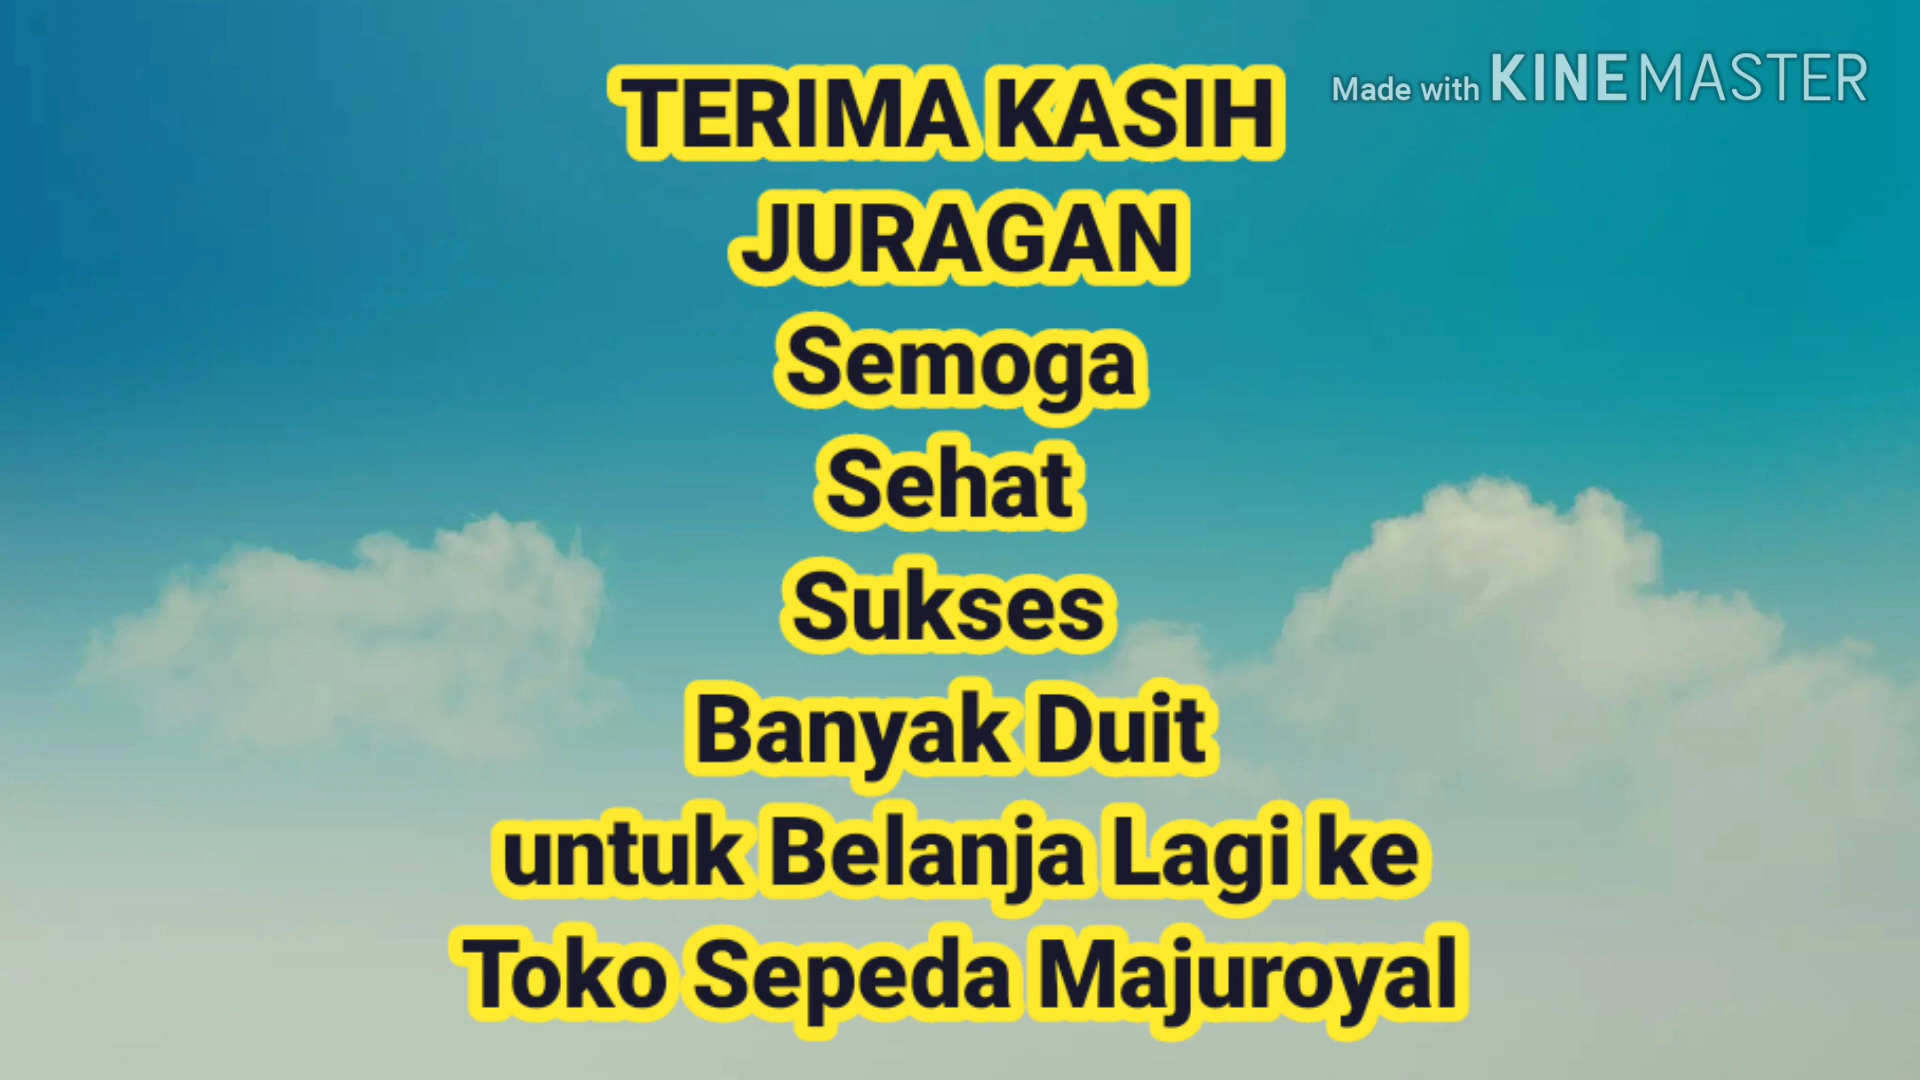 TERIMA KASIH
Made with KINEMASTER
JURAGAN
Semoga
Sehat
Sukses
Banyak Duit
untuk Belanja Lagi ke
Toko Sepeda Majuroyal